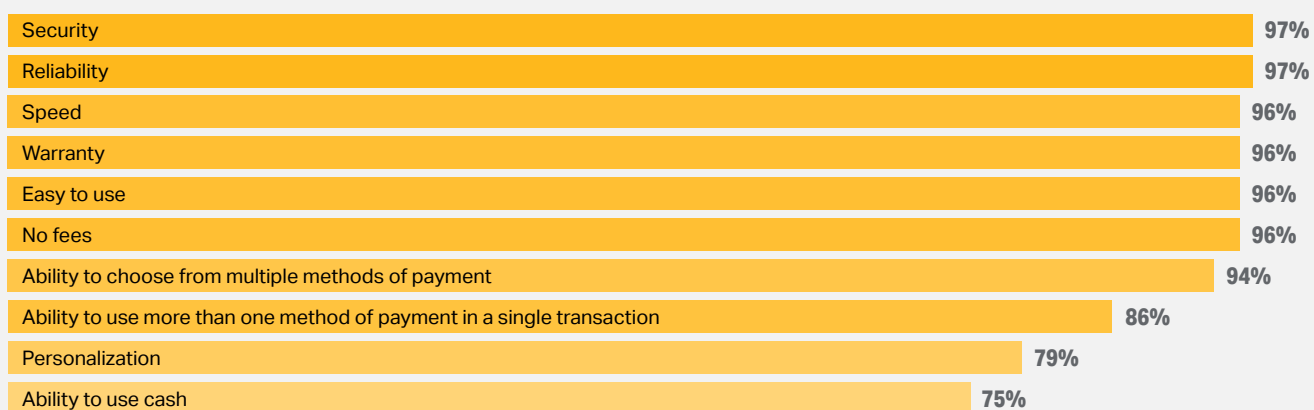 Security 97%
Reliability 97%
Speed 96%
Warranty 96%
Easy to use 96%
No fees 96%
Ability to choose from multiple methods of payment 94%
Ability to use more than one method of payment in a single transaction 86%
Personalization 79%
Ability to use cash 75%